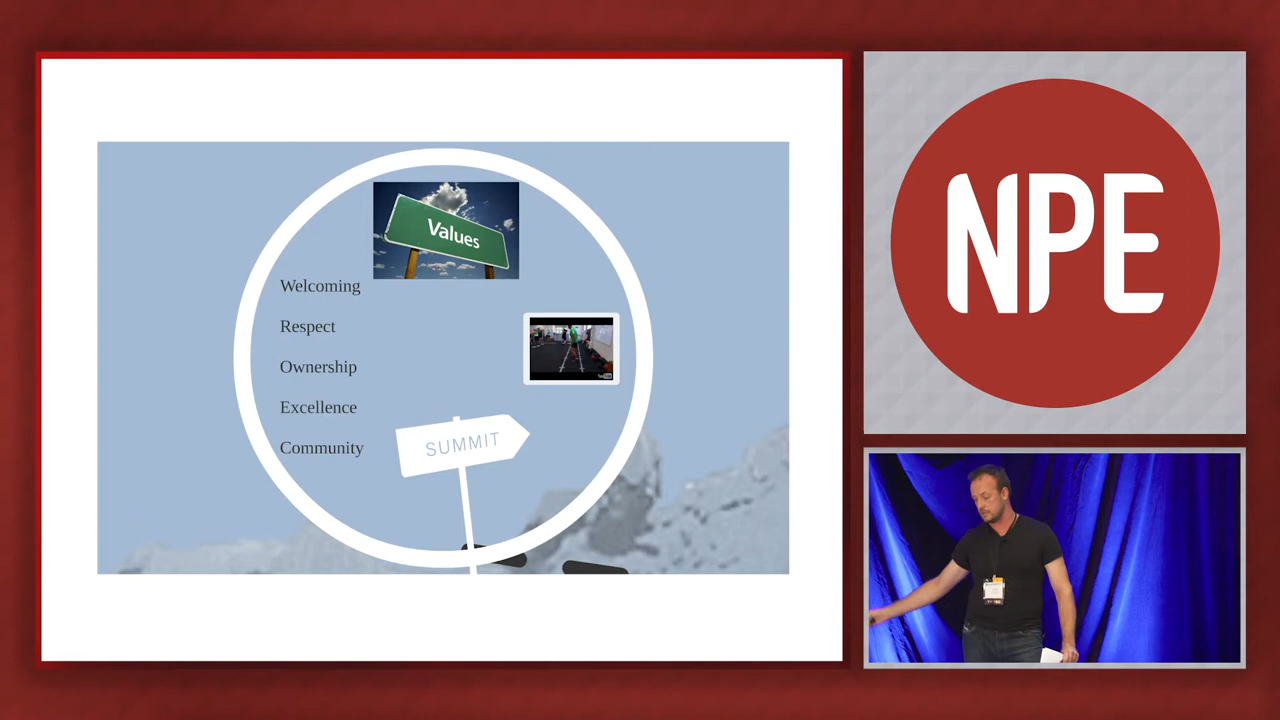 Values
Welcoming
Respect
Ownership
Excellence
Community
SUMMIT
NPE